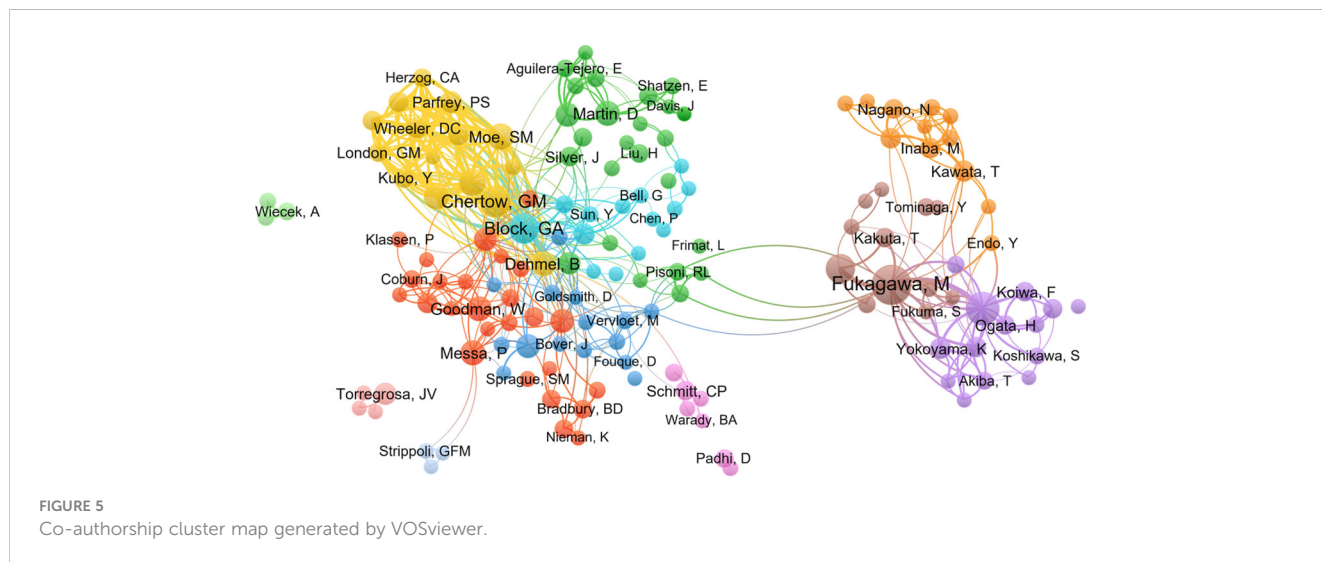 Herzog, CA
Parfrey, PS
Wheeler, DC
Moe, SM
London, GM
Kubo, Y
Chertow, GM
Block, GA
Aguilera-Tejero, E
Shatzen, E
Davis, J
Martin, D
Silver, J
Liu, H
Bell, G
Sun, Y
Chen, P
Wiecek, A
Klassen, P
Dehmel, B
Frimat, L
Pisoni, RL
Coburn, J
Goldsmith, D
Goodman, W
Vervloet, M
Messa, P
Bover, J
Fouque, D
Sprague, SM
Bradbury, BD
Nieman, K
Torregrosa, JV
Strippoli, GFM
Schmitt, CP
Warady, BA
Padhi, D
Nagano, N
Inaba, M
Kawata, T
Tominaga, Y
Kakuta, T
Endo, Y
Fukagawa, M
Fukuma, S
Koiwa, F
Ogata, H
Yokoyama, K
Koshikawa, S
Akiba, T
FIGURE 5
Co-authorship cluster map generated by VOSviewer.